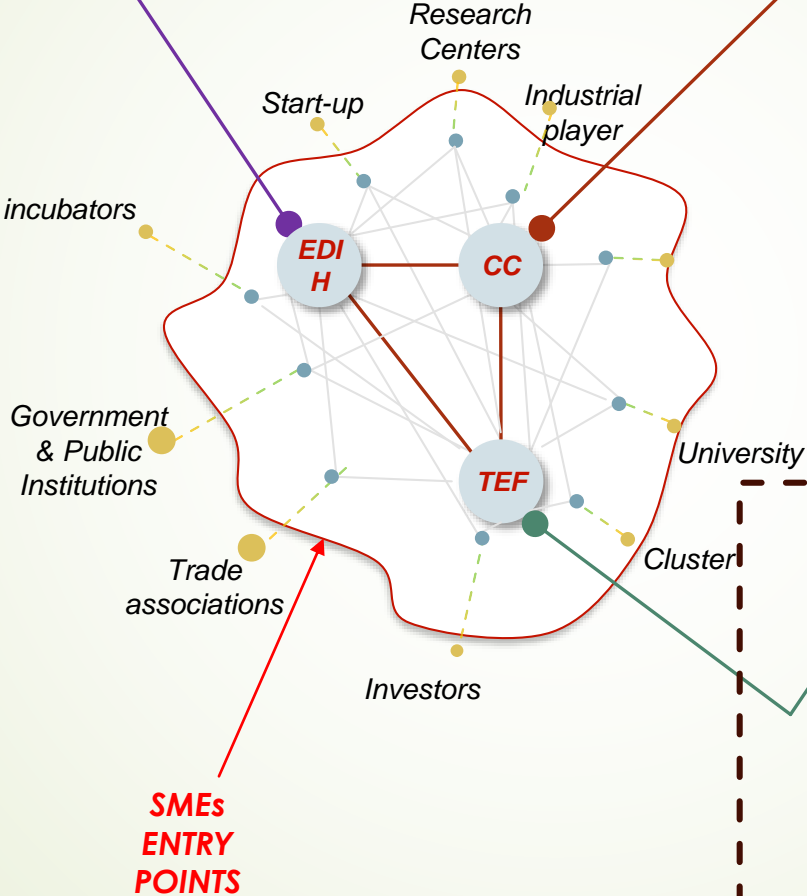 Research
Centers
Start-up
Industrial
player
incubators
EDI
H
CC
Government
& Public
Institutions
University
TEF
Cluster
Trade
associations
Investors
SMEs
ENTRY
POINTS